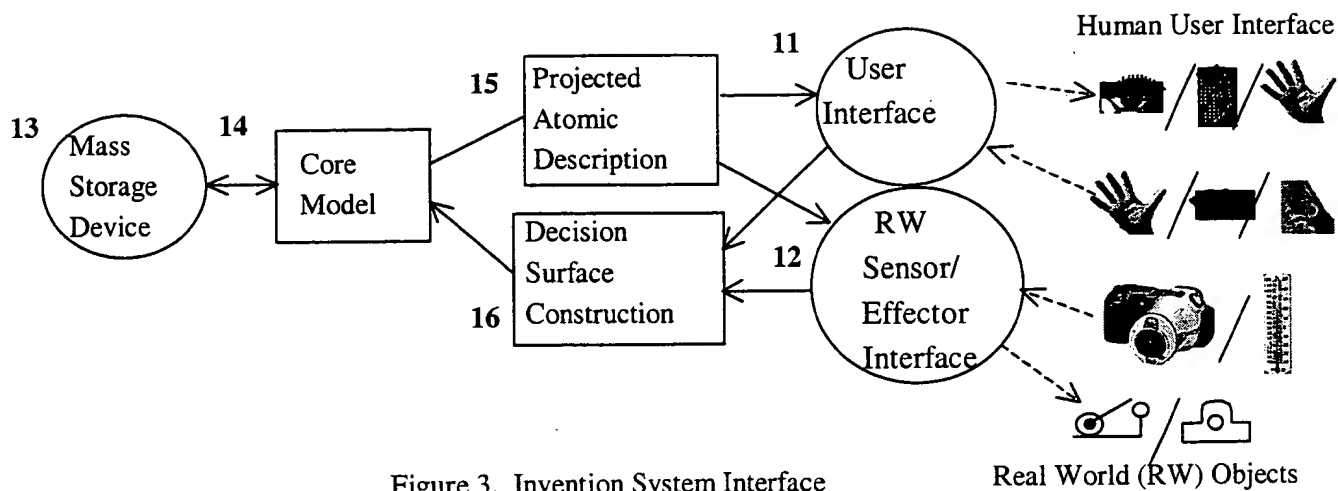 Human User Interface
11
User
Interface
15
Projected
Atomic
Description
13
Mass
Storage
Device
14
Core
Model
Decision
Surface
Construction
16
12
RW
Sensor/
Effector
Interface
Figure 3. Invention System Interface
Real World (RW) Objects